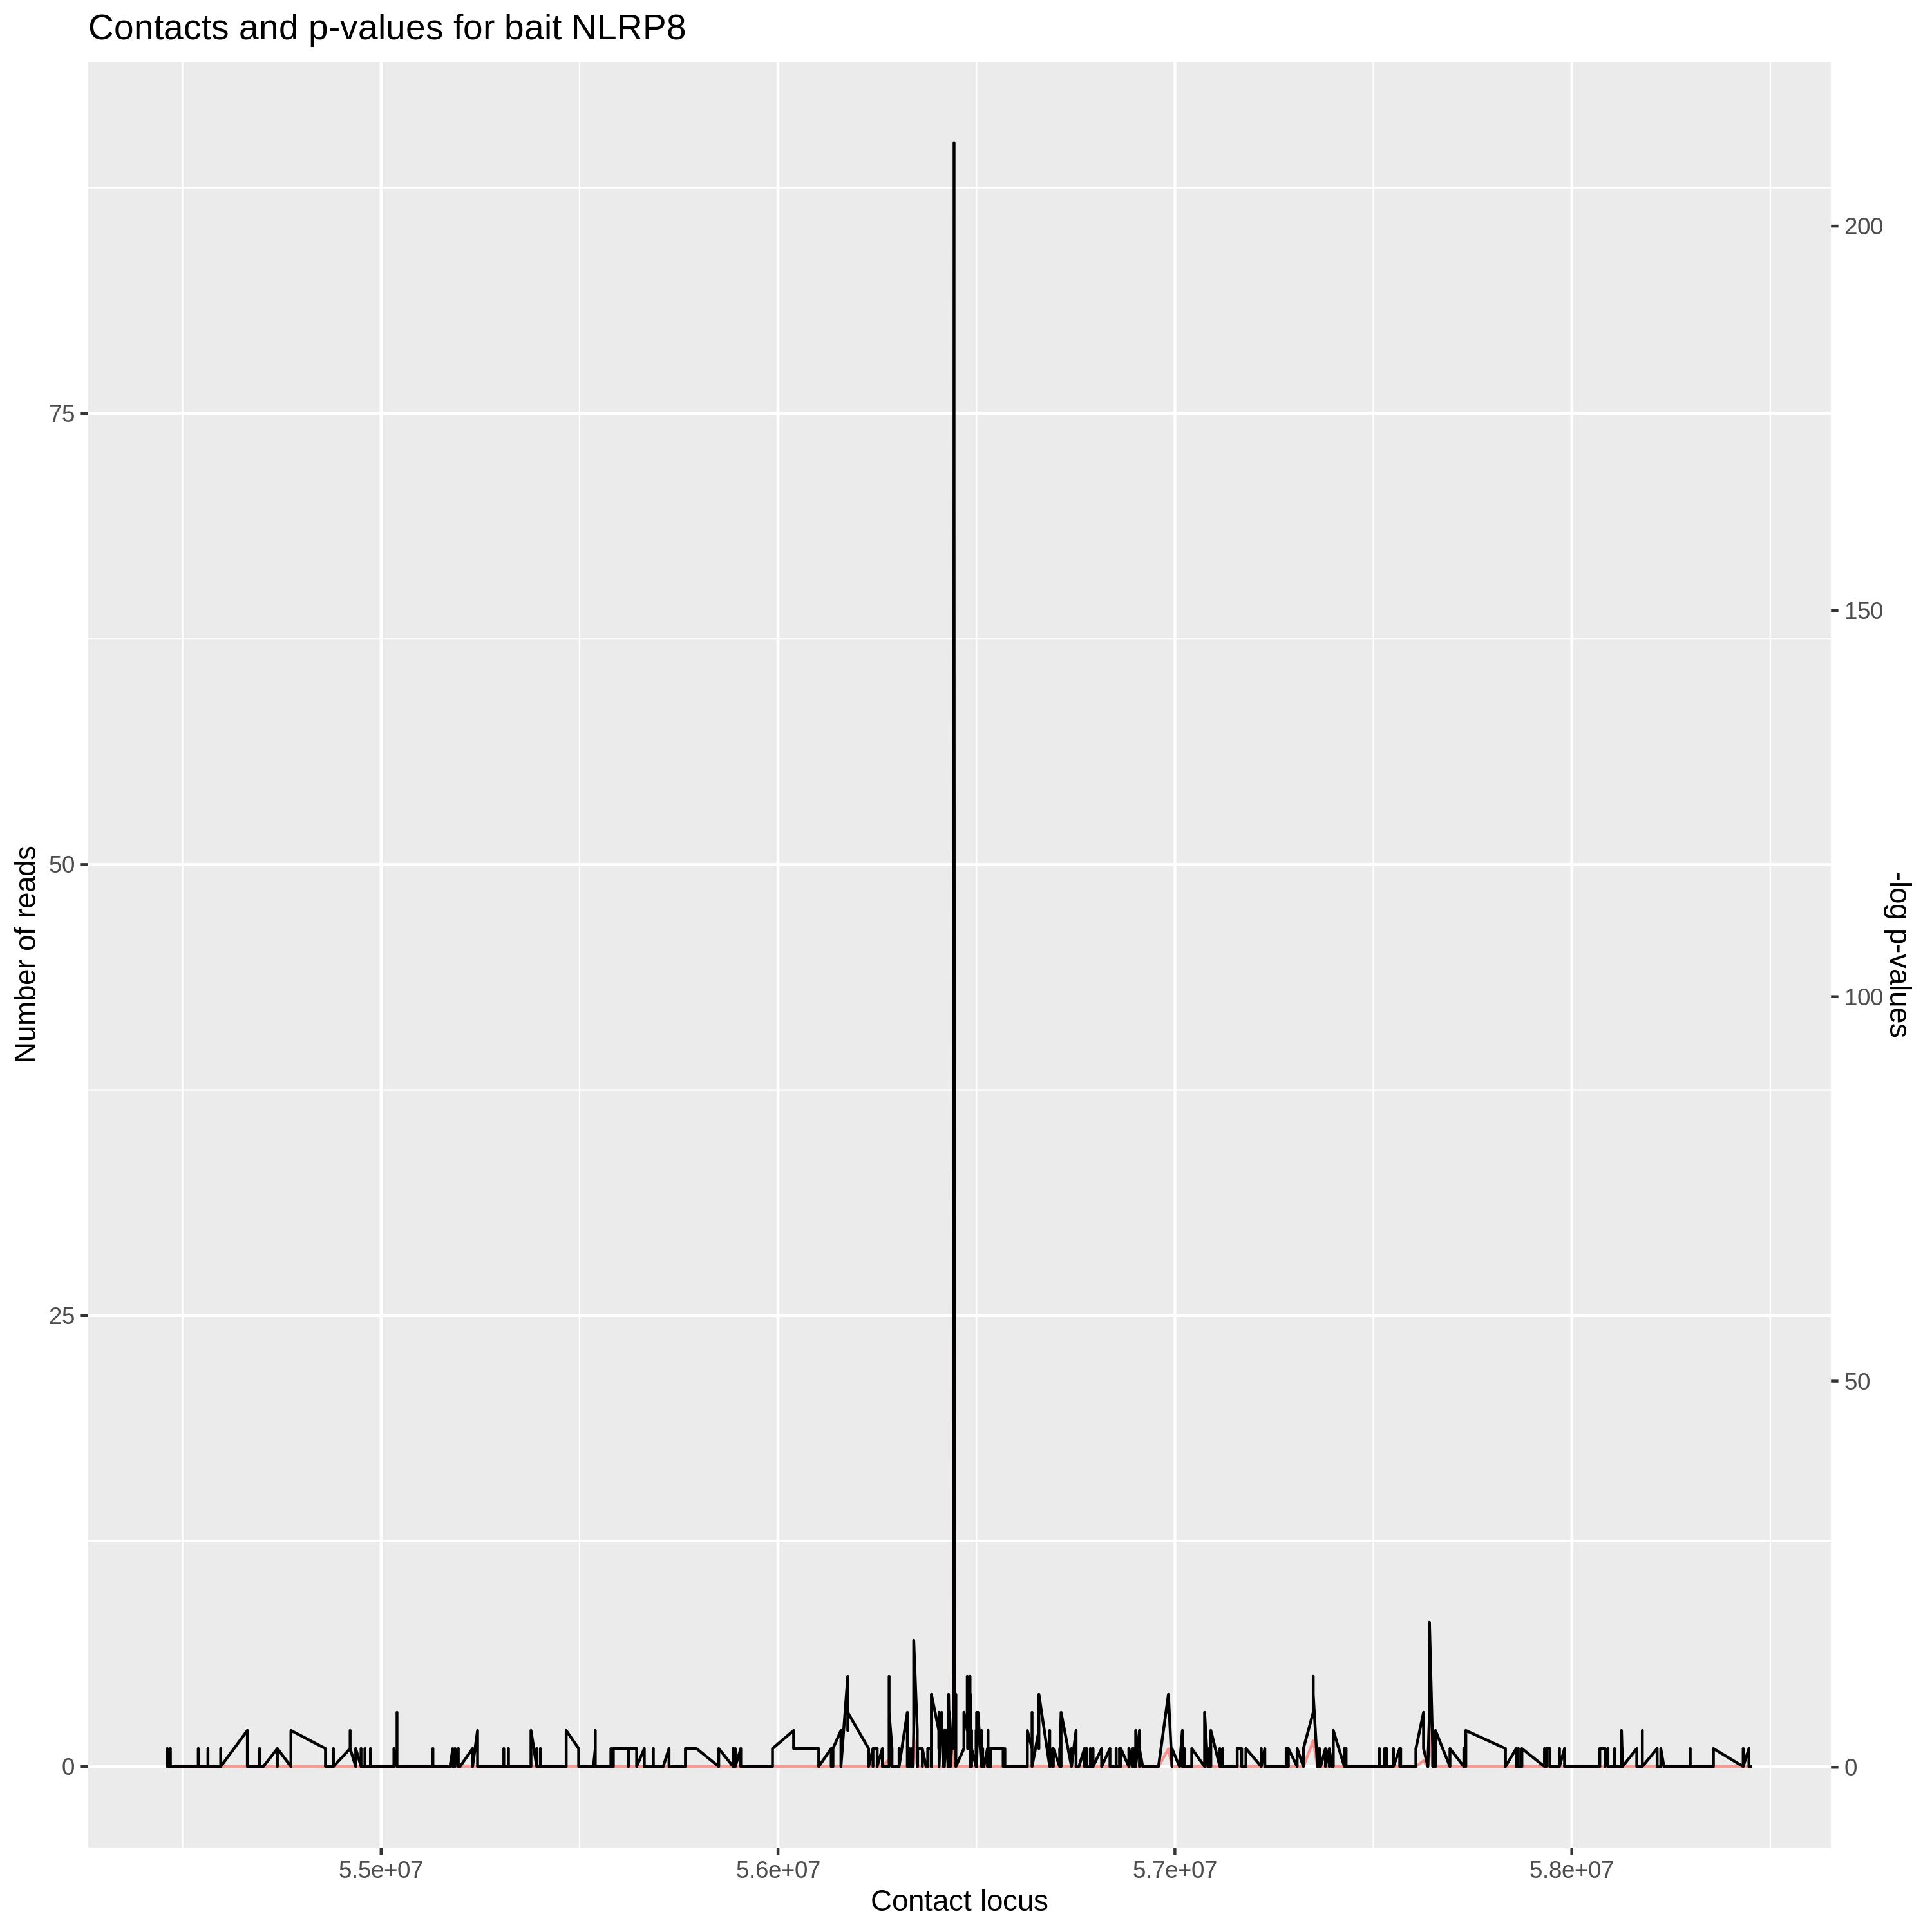 Contacts and p-values for bait NLRP8
Number of reads
75
50
25
0
200
150
100
50
0
-log p-values
5.5e+07
5.6e+07
5.7e+07
5.8e+07
Contact locus